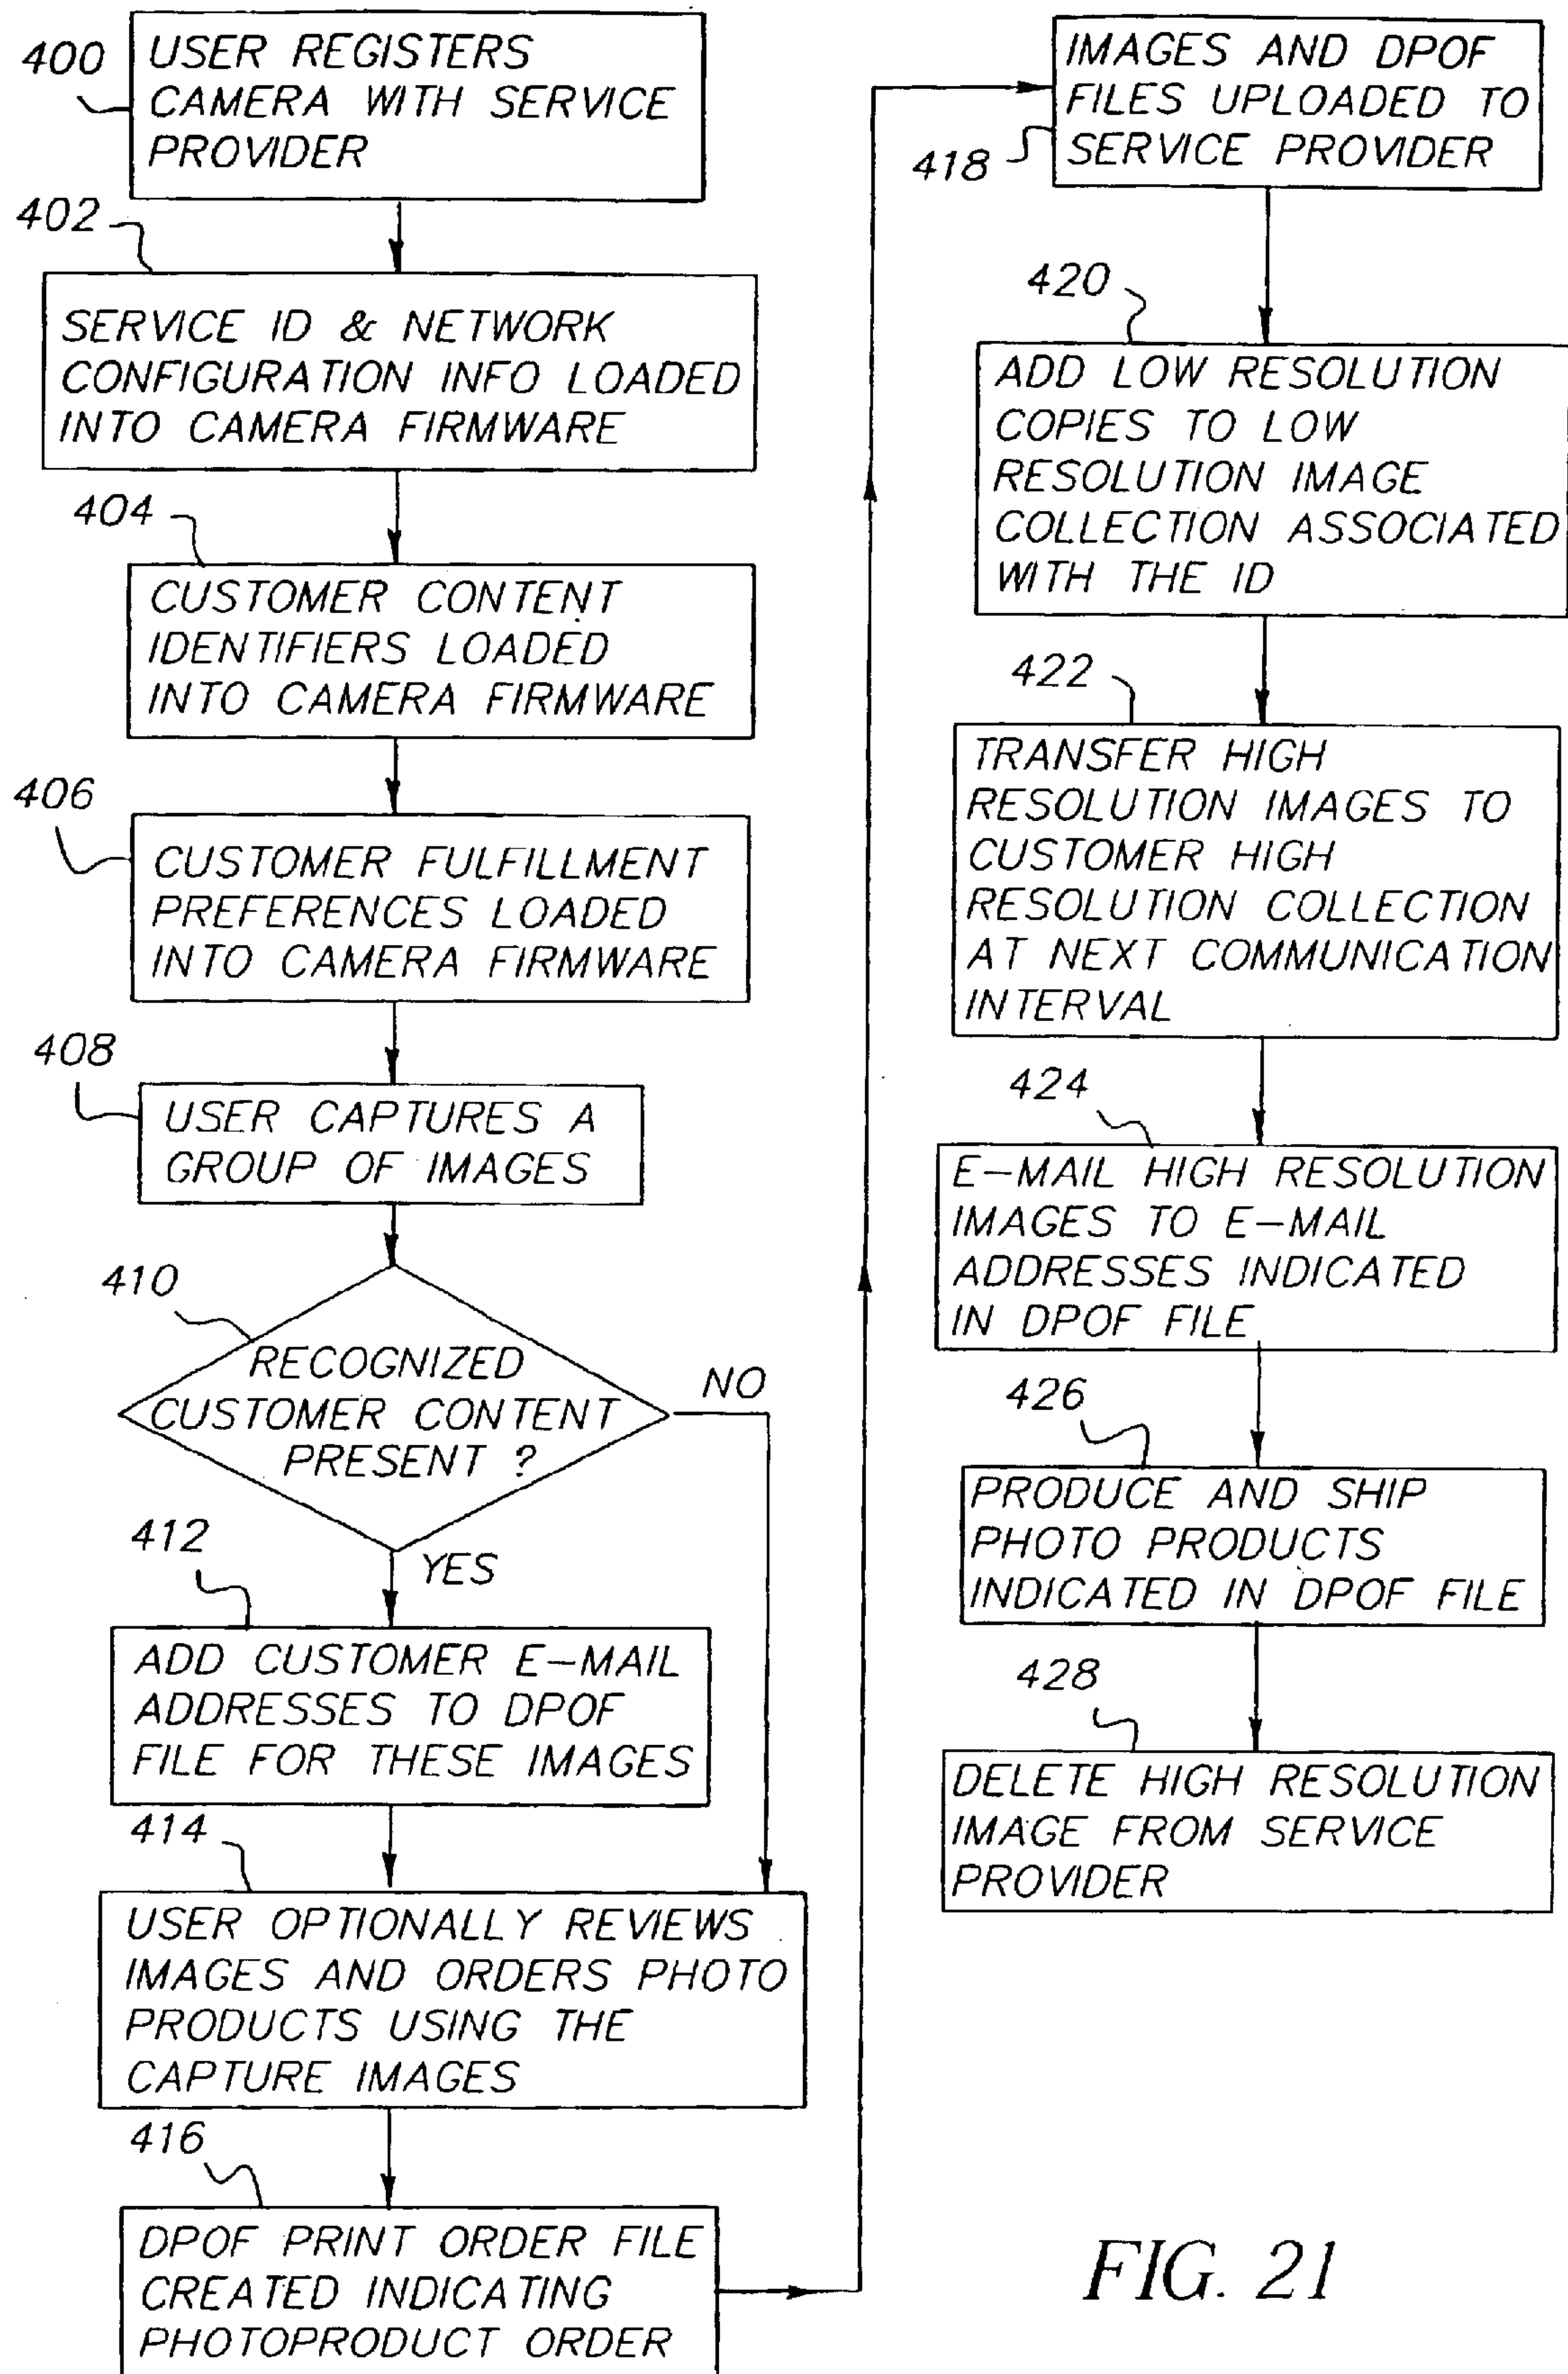 400
USER REGISTERS
CAMERA WITH SERVICE
PROVIDER
402
SERVICE ID & NETWORK
CONFIGURATION INFO LOADED
INTO CAMERA FIRMWARE
404
CUSTOMER CONTENT
IDENTIFIERS LOADED
INTO CAMERA FIRMWARE
406
CUSTOMER FULFILLMENT
PREFERENCES LOADED
INTO CAMERA FIRMWARE
408
USER CAPTURES A
GROUP OF IMAGES
410
RECOGNIZED
CUSTOMER CONTENT
PRESENT ?
NO
YES
412
ADD CUSTOMER E-MAIL
ADDRESSES TO DPOF
FILE FOR THESE IMAGES
414
USER OPTIONALLY REVIEWS
IMAGES AND ORDERS PHOTO
PRODUCTS USING THE
CAPTURE IMAGES
416
DPOF PRINT ORDER FILE
CREATED INDICATING
PHOTOPRODUCT ORDER
418
IMAGES AND DPOF
FILES UPLOADED TO
SERVICE PROVIDER
420
ADD LOW RESOLUTION
COPIES TO LOW
RESOLUTION IMAGE
COLLECTION ASSOCIATED
WITH THE ID
422
TRANSFER HIGH
RESOLUTION IMAGES TO
CUSTOMER HIGH
RESOLUTION COLLECTION
AT NEXT COMMUNICATION
INTERVAL
424
E-MAIL HIGH RESOLUTION
IMAGES TO E-MAIL
ADDRESSES INDICATED
IN DPOF FILE
426
PRODUCE AND SHIP
PHOTO PRODUCTS
INDICATED IN DPOF FILE
428
DELETE HIGH RESOLUTION
IMAGE FROM SERVICE
PROVIDER
FIG. 21